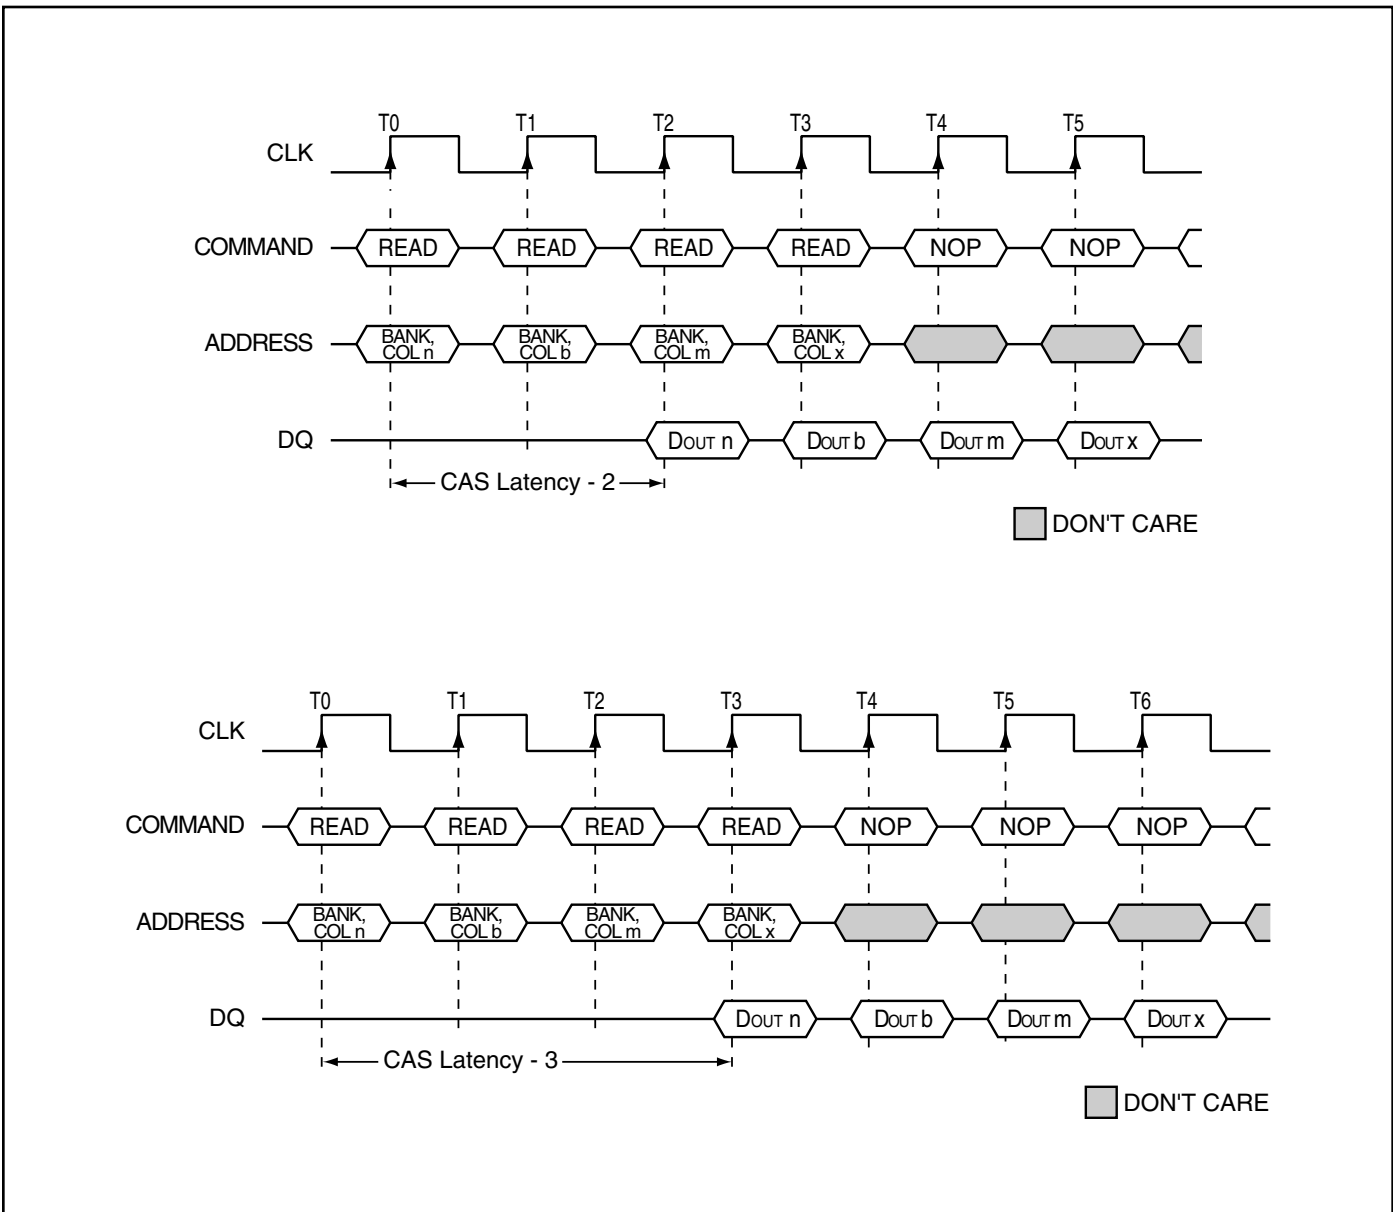 T0 T1 T2 T3 T4 T5
CLK
COMMAND READ READ READ READ NOP NOP
ADDRESS BANK, COL n BANK, COL b BANK, COL m BANK, COL x
DQ DOUT n DOUT b DOUT m DOUT x
CAS Latency - 2
DON'T CARE
T0 T1 T2 T3 T4 T5 T6
CLK
COMMAND READ READ READ READ NOP NOP NOP
ADDRESS BANK, COL n BANK, COL b BANK, COL m BANK, COL x
DQ DOUT n DOUT b DOUT m DOUT x
CAS Latency - 3
DON'T CARE